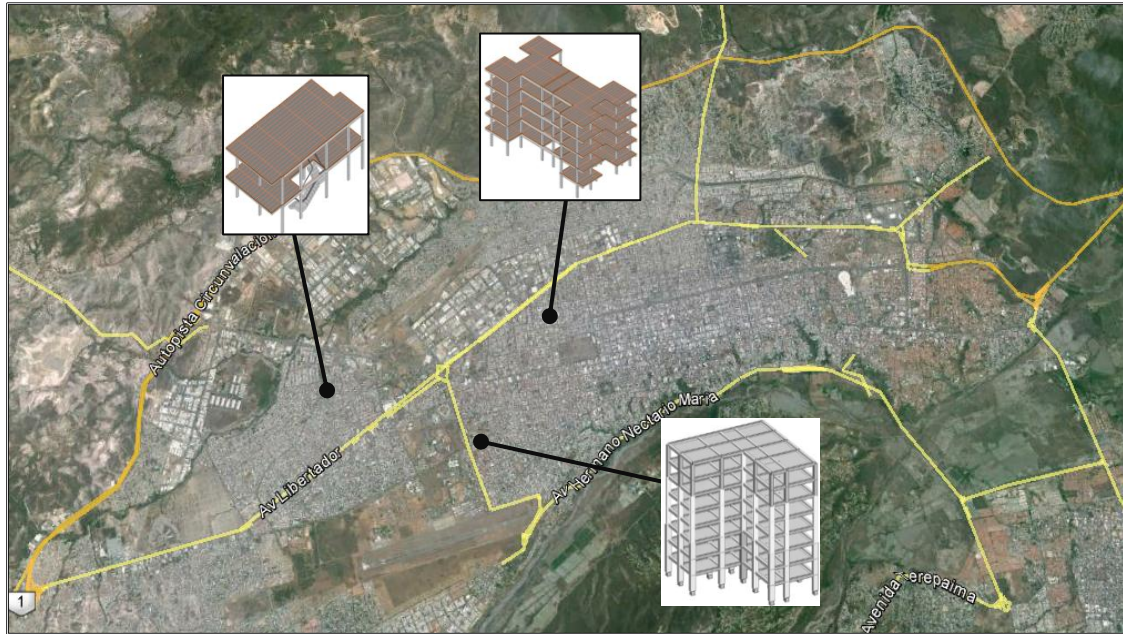 Autopista Circunvalación
Av Libertador
Av Hermano Nectario María
Avenida Terepaima
1